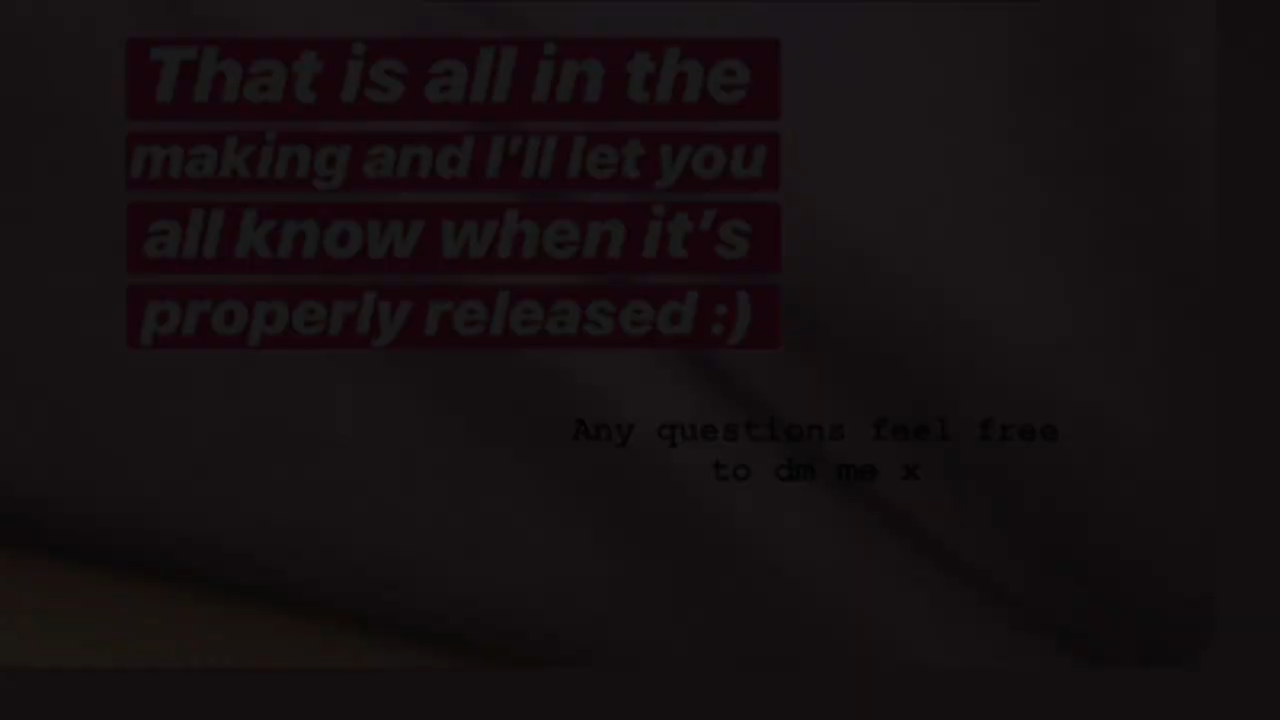 That is all in the
making and I'll let you
all know when it's
properly released :)
Any questions feel free
to dm me x